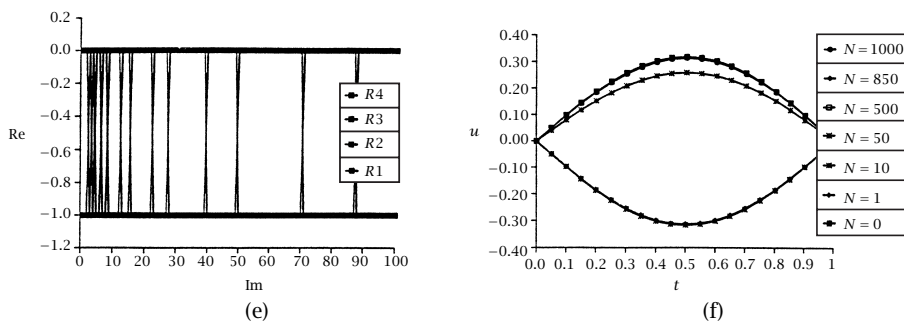 0.2
0.0
−0.2
−0.4
−0.6
−0.8
−1.0
−1.2
Re
0 10 20 30 40 50 60 70 80 90 100
Im
R4
R3
R2
R1
(e)
0.40
0.30
0.20
0.10
0.00
−0.10
−0.20
−0.30
−0.40
u
0.0 0.1 0.2 0.3 0.4 0.5 0.6 0.7 0.8 0.9 1
t
N = 1000
N = 850
N = 500
N = 50
N = 10
N = 1
N = 0
(f)